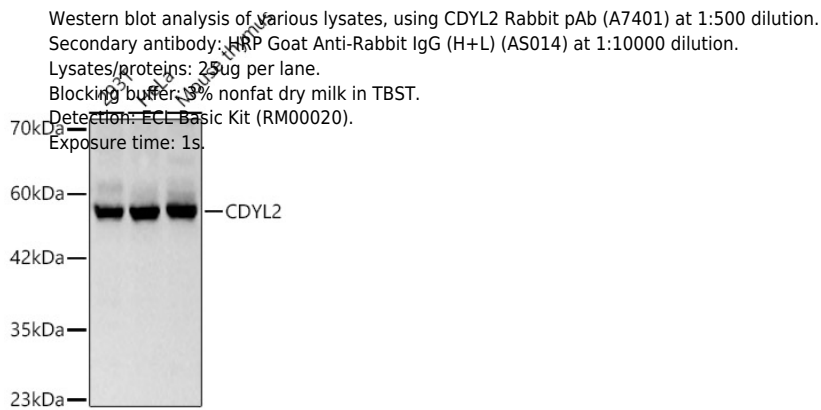 Western blot analysis of various lysates, using CDYL2 Rabbit pAb (A7401) at 1:500 dilution.
Secondary antibody: HRP Goat Anti-Rabbit IgG (H+L) (AS014) at 1:10000 dilution.
Lysates/proteins: 25ug per lane.
Blocking buffer: 3% nonfat dry milk in TBST.
Detection: ECL Basic Kit (RM00020).
Exposure time: 1s.
293T
HeLa
Mouse thymus
70kDa
60kDa
CDYL2
42kDa
35kDa
23kDa